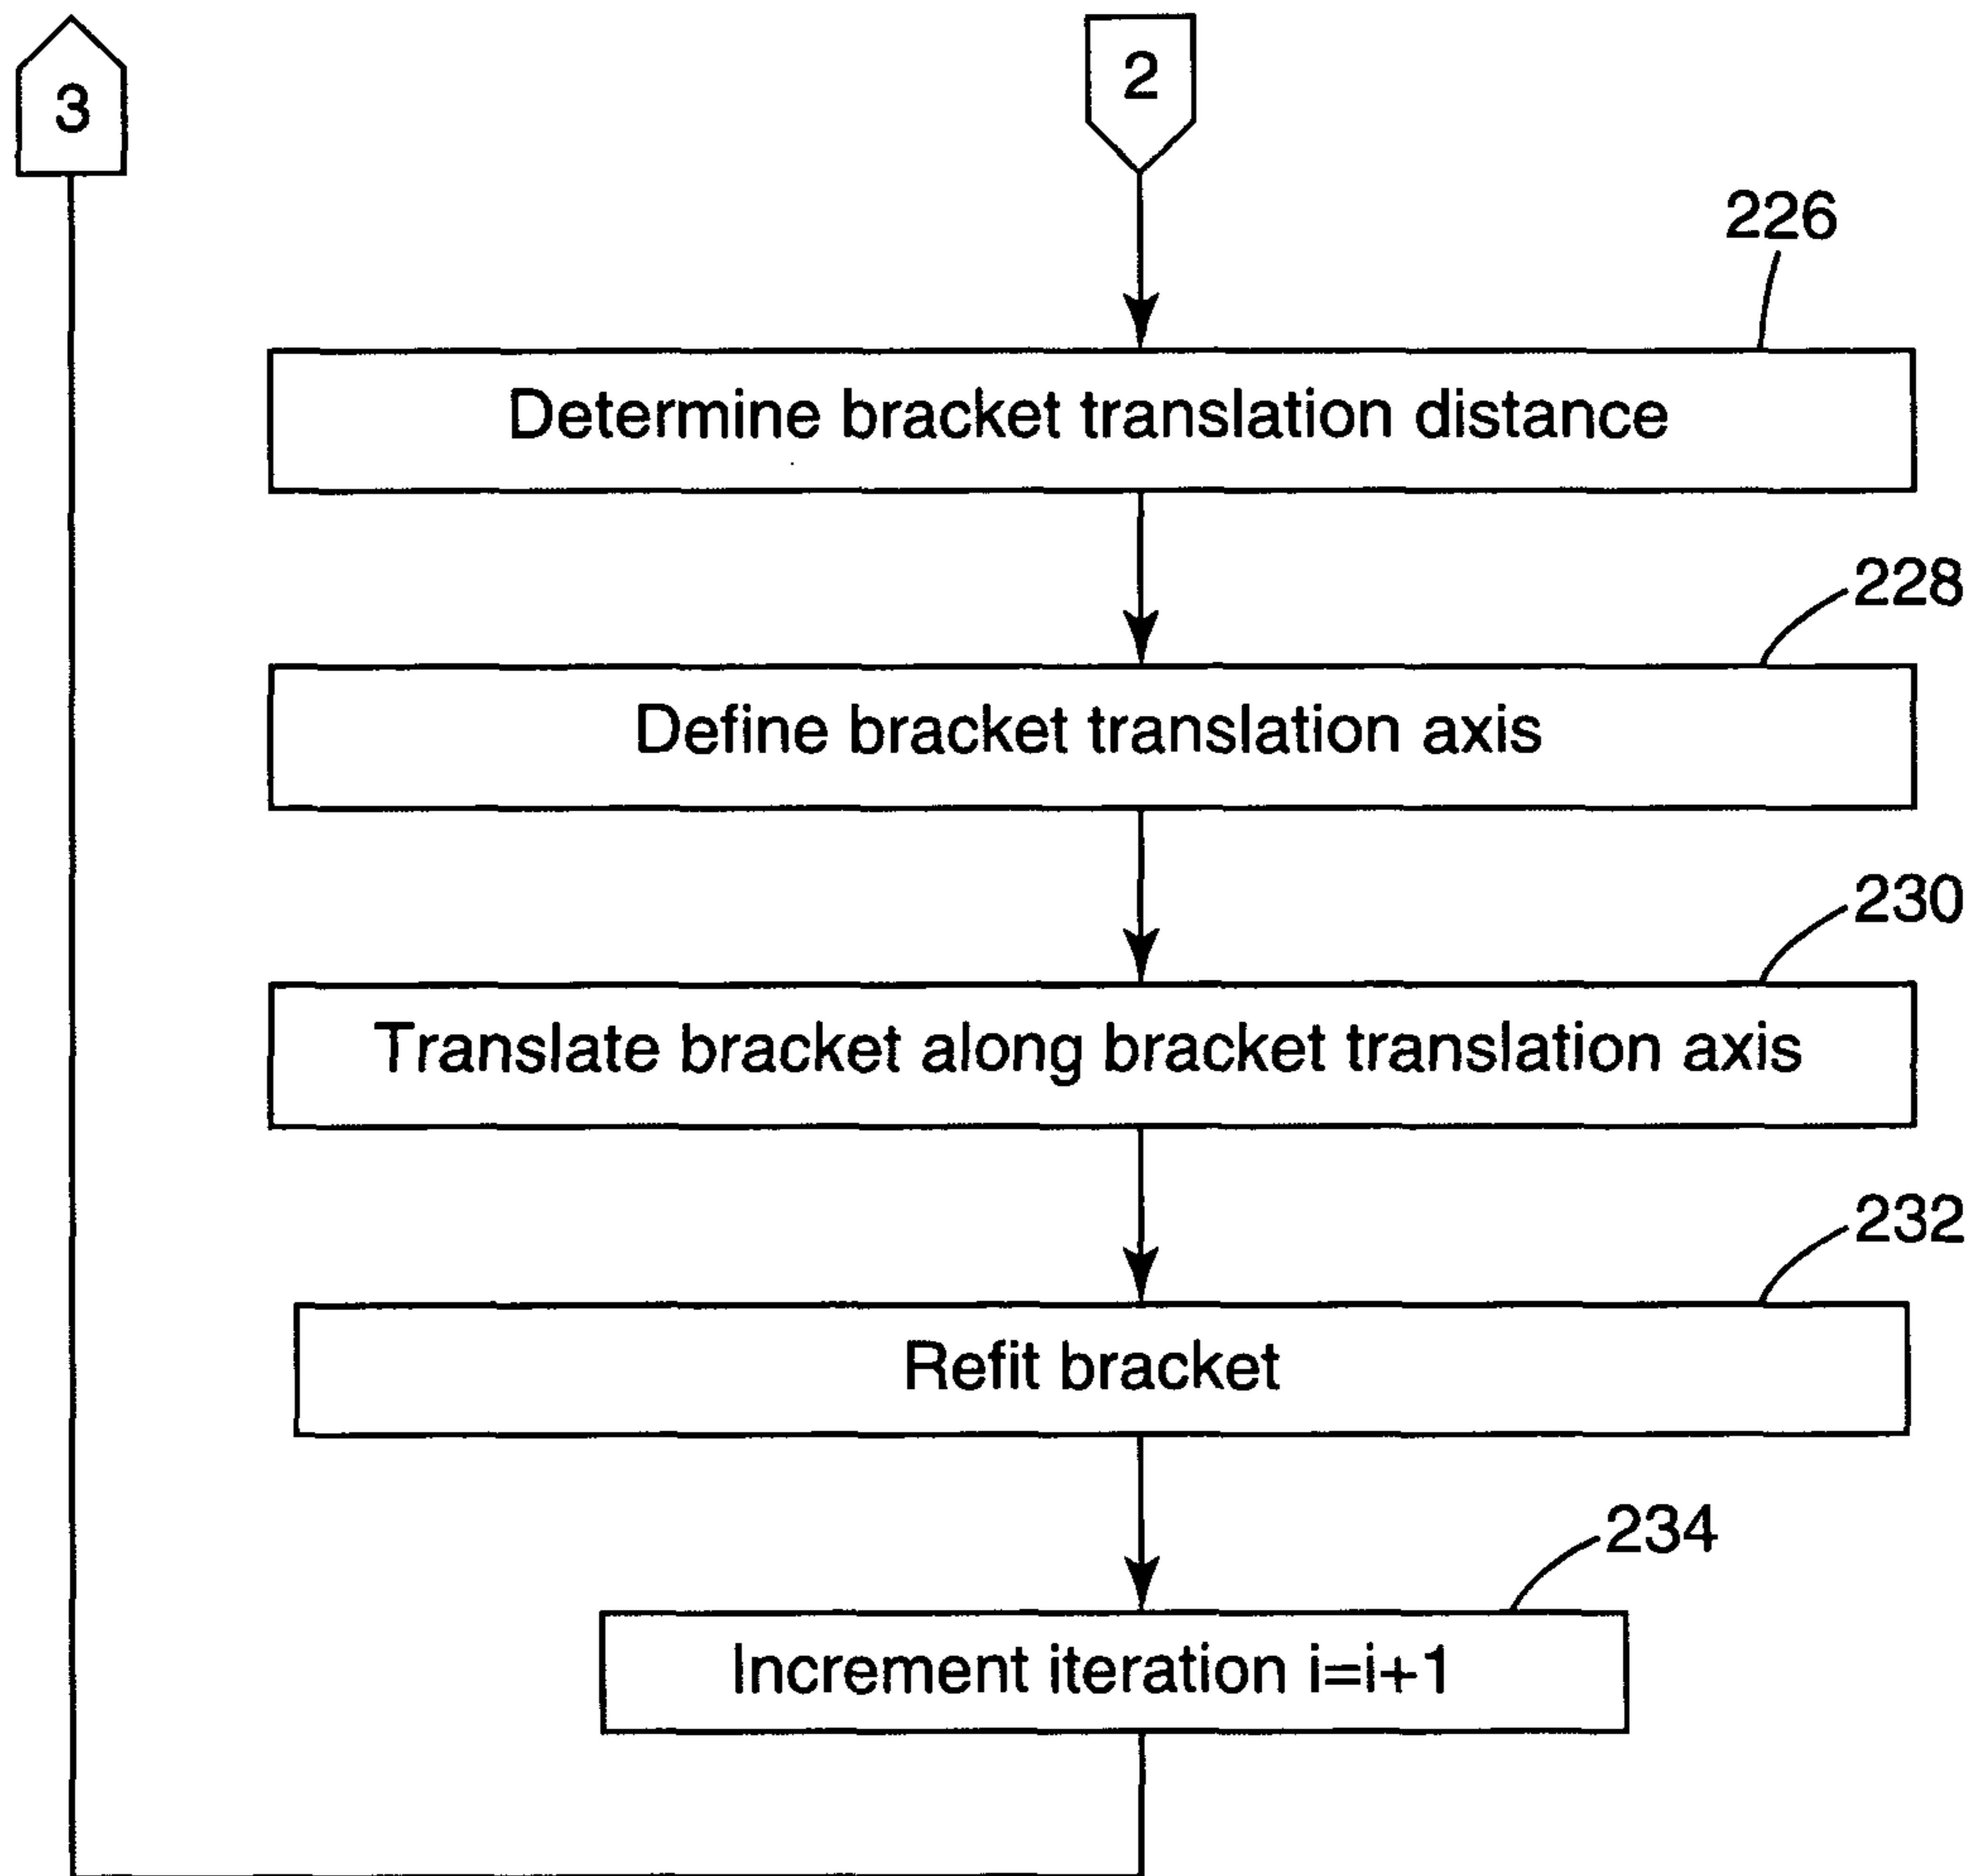 3
2
226
Determine bracket translation distance
228
Define bracket translation axis
230
Translate bracket along bracket translation axis
232
Refit bracket
234
Increment iteration i=i+1